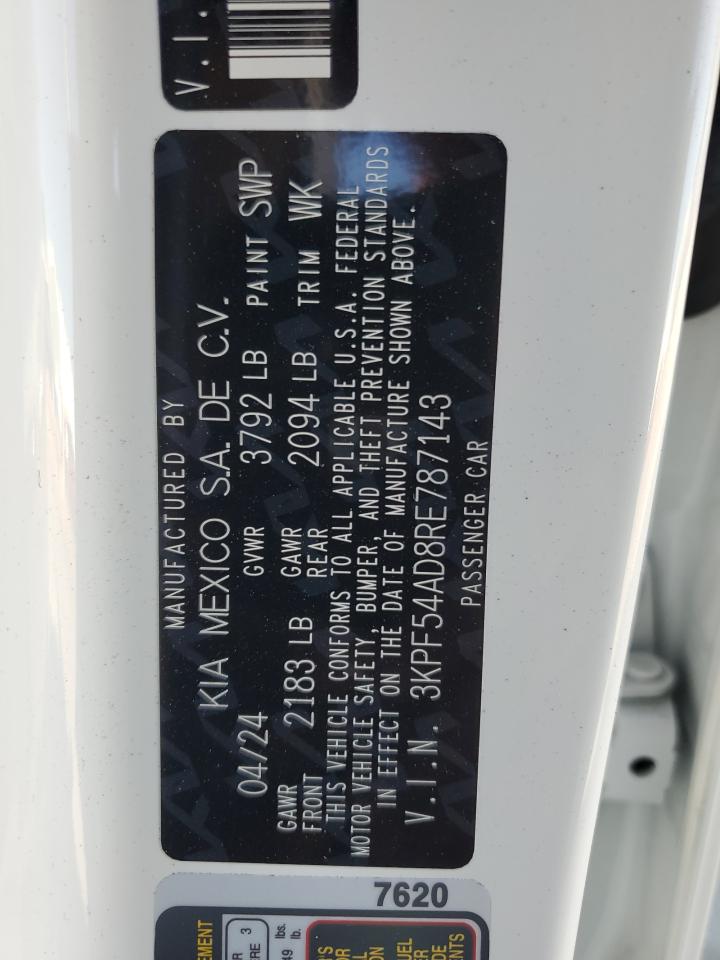 V.I.
MANUFACTURED BY
KIA MEXICO S.A. DE C.V.
04/24 GVWR 3792 LB PAINT SWP
GAWR FRONT 2183 LB GAWR REAR 2094 LB TRIM WK
THIS VEHICLE CONFORMS TO ALL APPLICABLE U.S.A. FEDERAL
MOTOR VEHICLE SAFETY, BUMPER, AND THEFT PREVENTION STANDARDS
IN EFFECT ON THE DATE OF MANUFACTURE SHOWN ABOVE.
V.I.N. 3KPF54AD8RE787143
PASSENGER CAR
7620